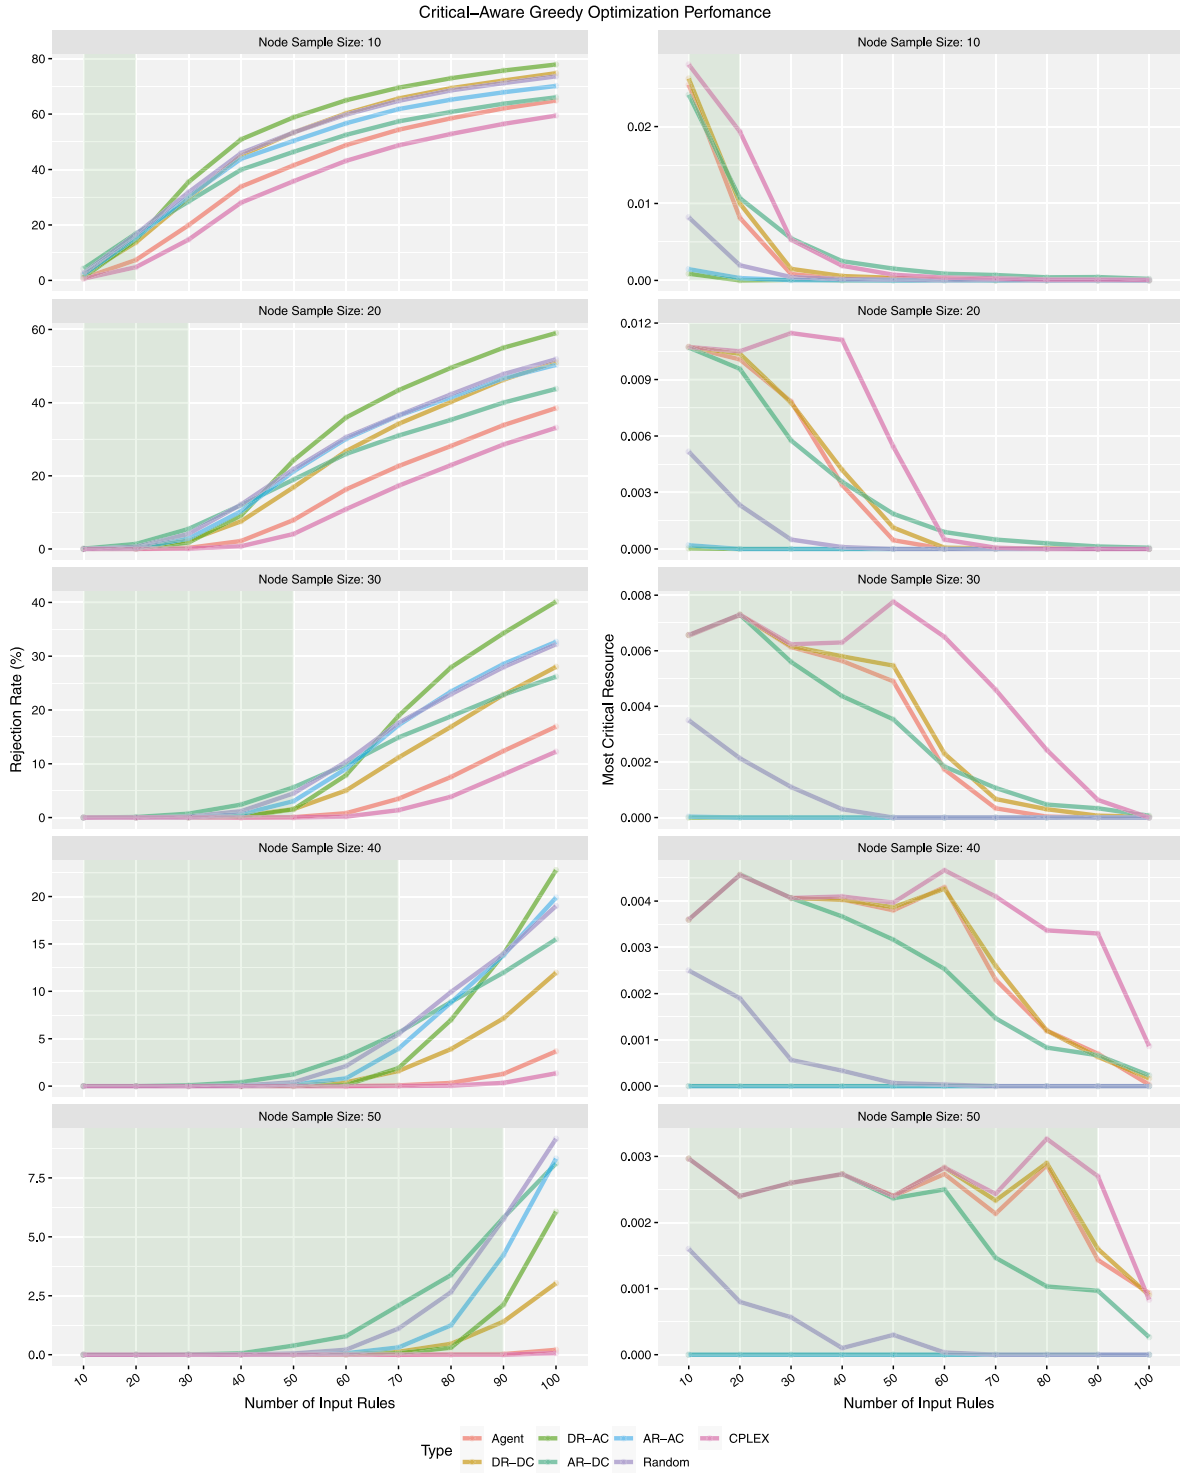 Critical–Aware Greedy Optimization Perfomance
Node Sample Size: 10
Node Sample Size: 10
80
60
40
20
0
0.02
0.01
0.00
Node Sample Size: 20
Node Sample Size: 20
60
40
20
0
0.012
0.009
0.006
0.003
0.000
Node Sample Size: 30
Node Sample Size: 30
Rejection Rate (%)
40
30
20
10
0
Most Critical Resource
0.008
0.006
0.004
0.002
0.000
Node Sample Size: 40
Node Sample Size: 40
20
15
10
5
0
0.004
0.003
0.002
0.001
0.000
Node Sample Size: 50
Node Sample Size: 50
7.5
5.0
2.5
0.0
0.003
0.002
0.001
0.000
10 20 30 40 50 60 70 80 90 100
10 20 30 40 50 60 70 80 90 100
Number of Input Rules
Number of Input Rules
Type
Agent DR–AC AR–AC CPLEX
DR–DC AR–DC Random